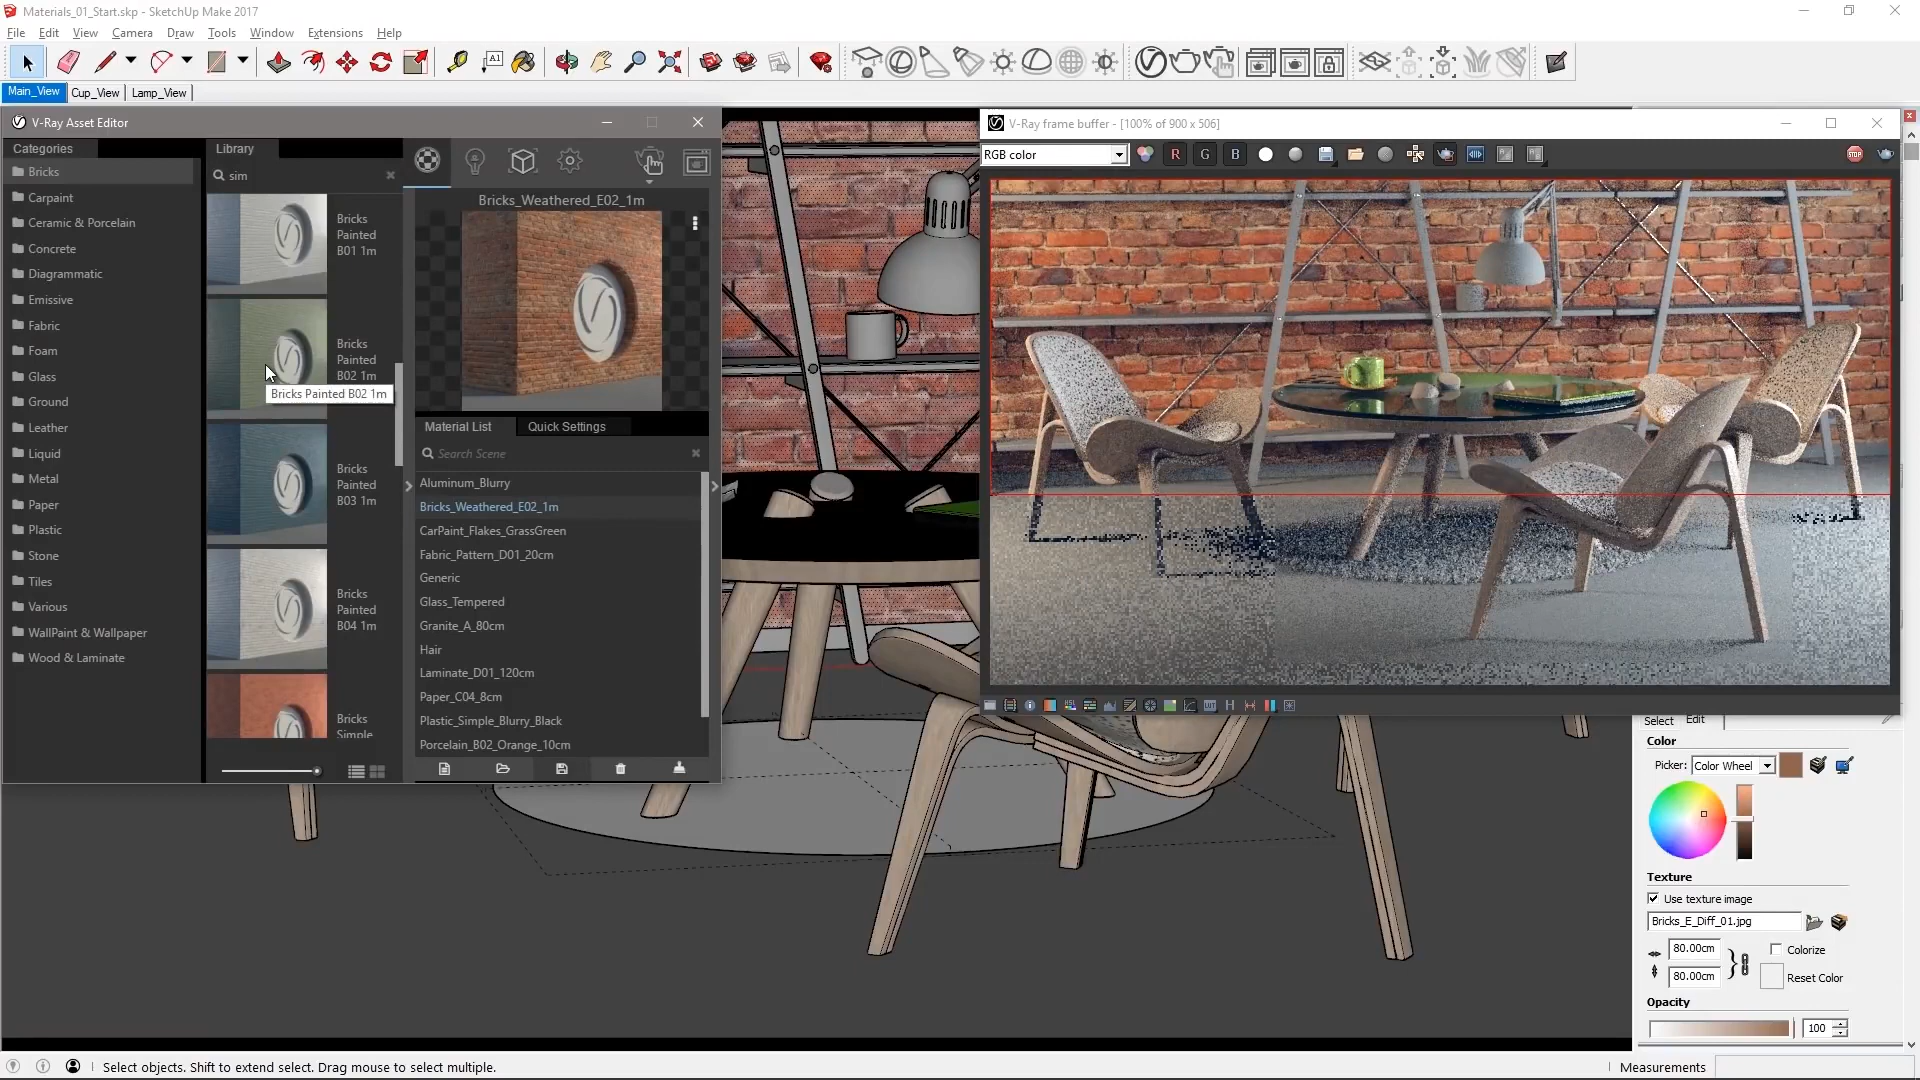 Materials_01_Start.skp - SketchUp Make 2017
File Edit View Camera Draw Tools Window Extensions Help
A1
Main_View Cup_View Lamp_View
V-Ray Asset Editor
Categories
Bricks
Carpaint
Ceramic & Porcelain
Concrete
Diagrammatic
Emissive
Fabric
Foam
Glass
Ground
Leather
Liquid
Metal
Paper
Plastic
Stone
Tiles
Various
WallPaint & Wallpaper
Wood & Laminate
Library
sim
Bricks
Painted
B01 1m
Bricks
Painted
B02 1m
Bricks Painted B02 1m
Bricks
Painted
B03 1m
Bricks
Painted
B04 1m
Bricks
Simple
Bricks_Weathered_E02_1m
Material List Quick Settings
Search Scene
Aluminum_Blurry
Bricks_Weathered_E02_1m
CarPaint_Flakes_GrassGreen
Fabric_Pattern_D01_20cm
Generic
Glass_Tempered
Granite_A_80cm
Hair
Laminate_D01_120cm
Paper_C04_8cm
Plastic_Simple_Blurry_Black
Porcelain_B02_Orange_10cm
V-Ray frame buffer - [100% of 900 x 506]
RGB color
R G B
STOP
Select Edit
Color
Picker: Color Wheel
Texture
Use texture image
Bricks_E_Diff_01.jpg
80.00cm
Colorize
80.00cm
Reset Color
Opacity
100
Select objects. Shift to extend select. Drag mouse to select multiple.
Measurements